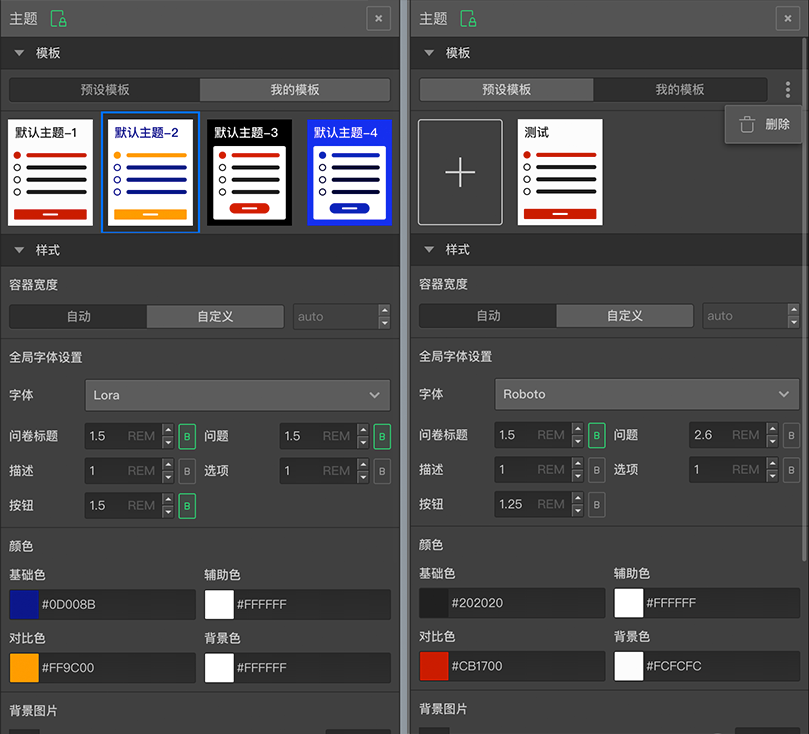 主题
模板
预设模板 我的模板
默认主题-1 默认主题-2 默认主题-3 默认主题-4
样式
容器宽度
自动 自定义 auto
全局字体设置
字体 Lora
问卷标题 1.5 REM B 问题 1.5 REM B
描述 1 REM B 选项 1 REM B
按钮 1.5 REM B
颜色
基础色 辅助色
#0D008B #FFFFFF
对比色 背景色
#FF9C00 #FFFFFF
背景图片
主题
模板
预设模板 我的模板
删除
测试
样式
容器宽度
自动 自定义 auto
全局字体设置
字体 Roboto
问卷标题 1.5 REM B 问题 2.6 REM B
描述 1 REM B 选项 1 REM B
按钮 1.25 REM B
颜色
基础色 辅助色
#202020 #FFFFFF
对比色 背景色
#CB1700 #FCFCFC
背景图片